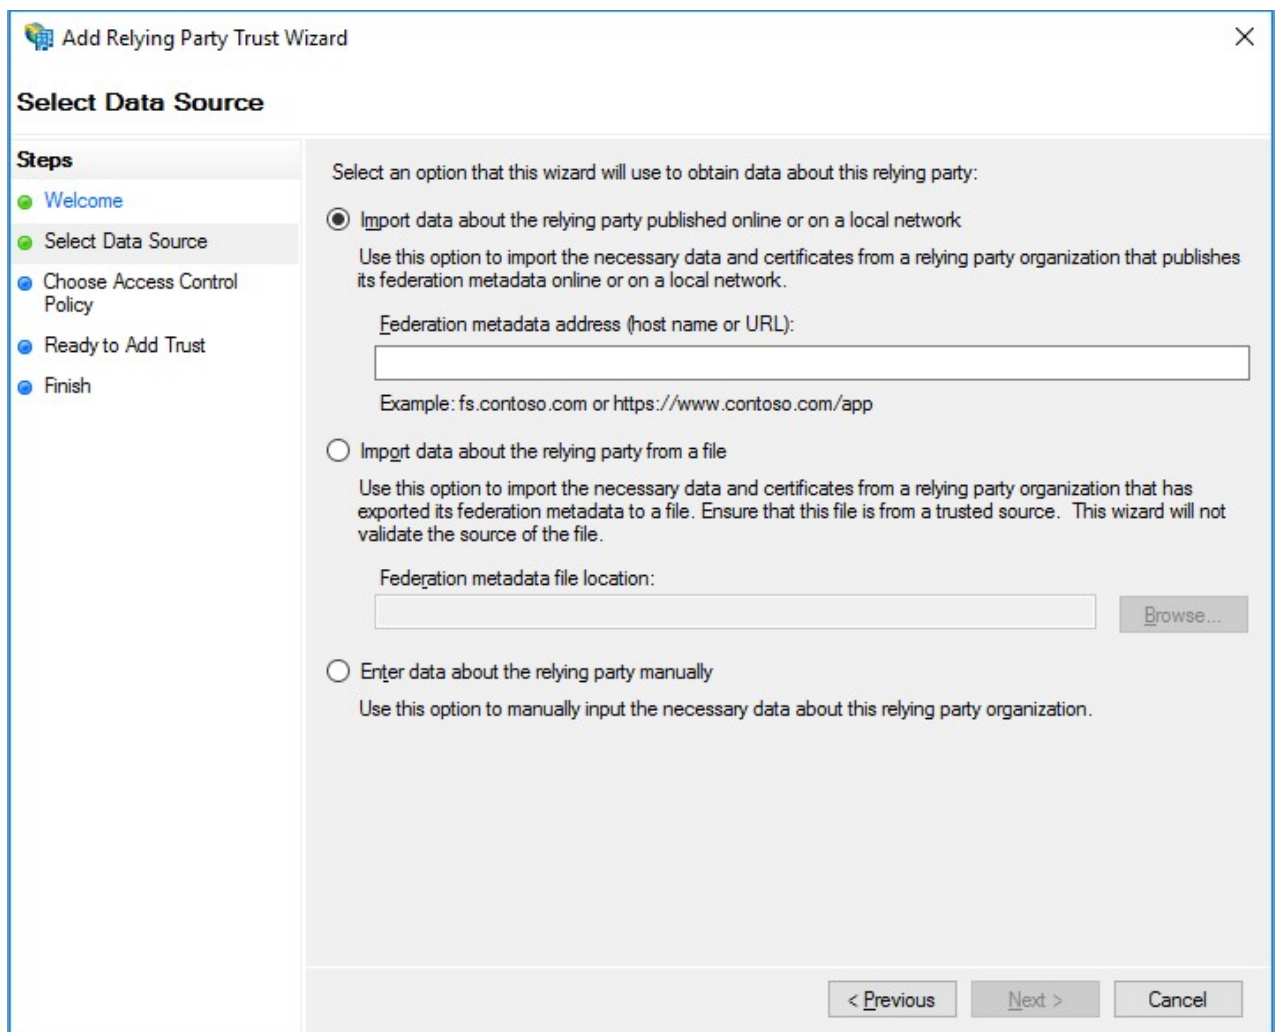 Add Relying Party Trust Wizard
Select Data Source
Steps
Welcome
Select Data Source
Choose Access Control
Policy
Ready to Add Trust
Finish
Select an option that this wizard will use to obtain data about this relying party:
Import data about the relying party published online or on a local network
Use this option to import the necessary data and certificates from a relying party organization that publishes
its federation metadata online or on a local network.
Federation metadata address (host name or URL):
Example: fs.contoso.com or https://www.contoso.com/app
Import data about the relying party from a file
Use this option to import the necessary data and certificates from a relying party organization that has
exported its federation metadata to a file. Ensure that this file is from a trusted source.  This wizard will not
validate the source of the file.
Federation metadata file location:
Browse...
Enter data about the relying party manually
Use this option to manually input the necessary data about this relying party organization.
< Previous
Next >
Cancel